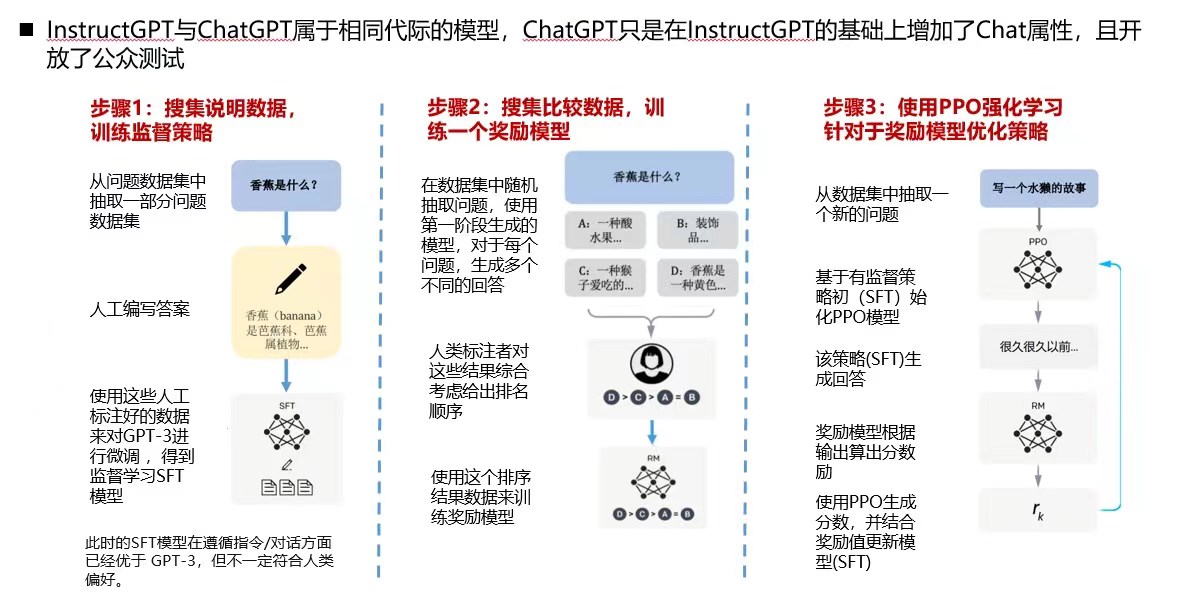 InstructGPT与ChatGPT属于相同代际的模型，ChatGPT只是在InstructGPT的基础上增加了Chat属性，且开
放了公众测试
步骤1：搜集说明数据，
训练监督策略
从问题数据集中
抽取一部分问题
数据集
香蕉是什么？
人工编写答案
香蕉（banana）
是芭蕉科、芭蕉
属植物...
使用这些人工
标注好的数据
来对GPT-3进
行微调 ，得到
监督学习SFT
模型
SFT
此时的SFT模型在遵循指令/对话方面
已经优于 GPT-3，但不一定符合人类
偏好。
步骤2：搜集比较数据，训
练一个奖励模型
在数据集中随机
抽取问题，使用
第一阶段生成的
模型，对于每个
问题，生成多个
不同的回答
香蕉是什么？
A：一种酸
水果...
B：装饰
品...
C：一种猴
子爱吃的...
D：香蕉是
一种黄色...
人类标注者对
这些结果综合
考虑给出排名
顺序
D > C > A = B
使用这个排序
结果数据来训
练奖励模型
RM
D > C > A = B
步骤3：使用PPO强化学习
针对于奖励模型优化策略
从数据集中抽取一
个新的问题
写一个水獭的故事
PPO
基于有监督策
略初（SFT）始
化PPO模型
该策略(SFT)生
成回答
很久很久以前...
奖励模型根据
输出算出分数
励
RM
使用PPO生成
分数，并结合
奖励值更新模
型(SFT)
rk